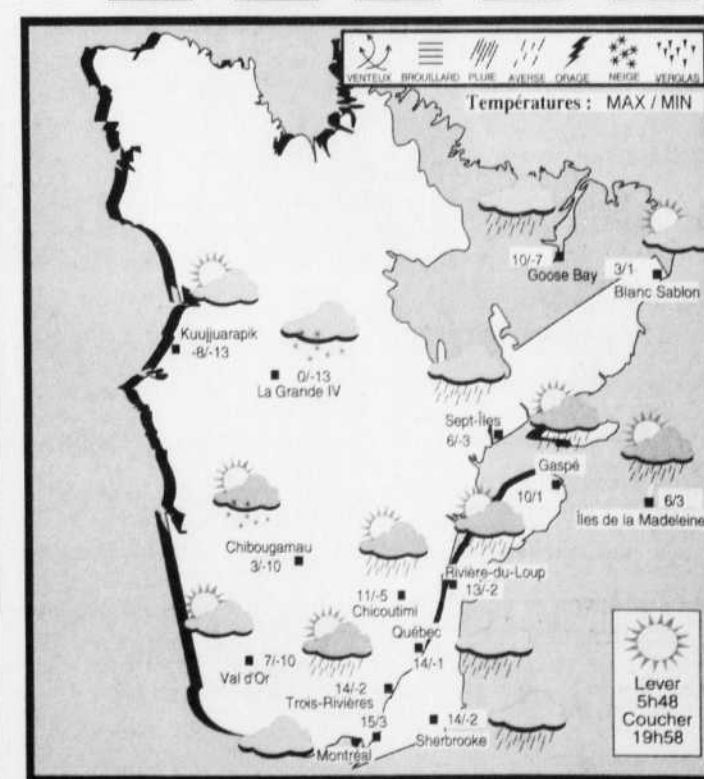 VENTEUX BROUILLARD PLUIE AVERSE ORAGE NEIGE VERGLAS
Températures : MAX / MIN
10/-7
Goose Bay
3/1
Blanc Sablon
Kuujjuarapik
-8/-13
0/-13
La Grande IV
Sept-Îles
6/-3
Gaspé
10/1
6/3
Îles de la Madeleine
Chibougamau
3/-10
Rivière-du-Loup
13/-2
11/-5
Chicoutimi
Québec
14/-1
7/-10
Val d'Or
14/-2
Trois-Rivières
15/3
Montréal
14/-2
Sherbrooke
Lever
5h48
Coucher
19h58